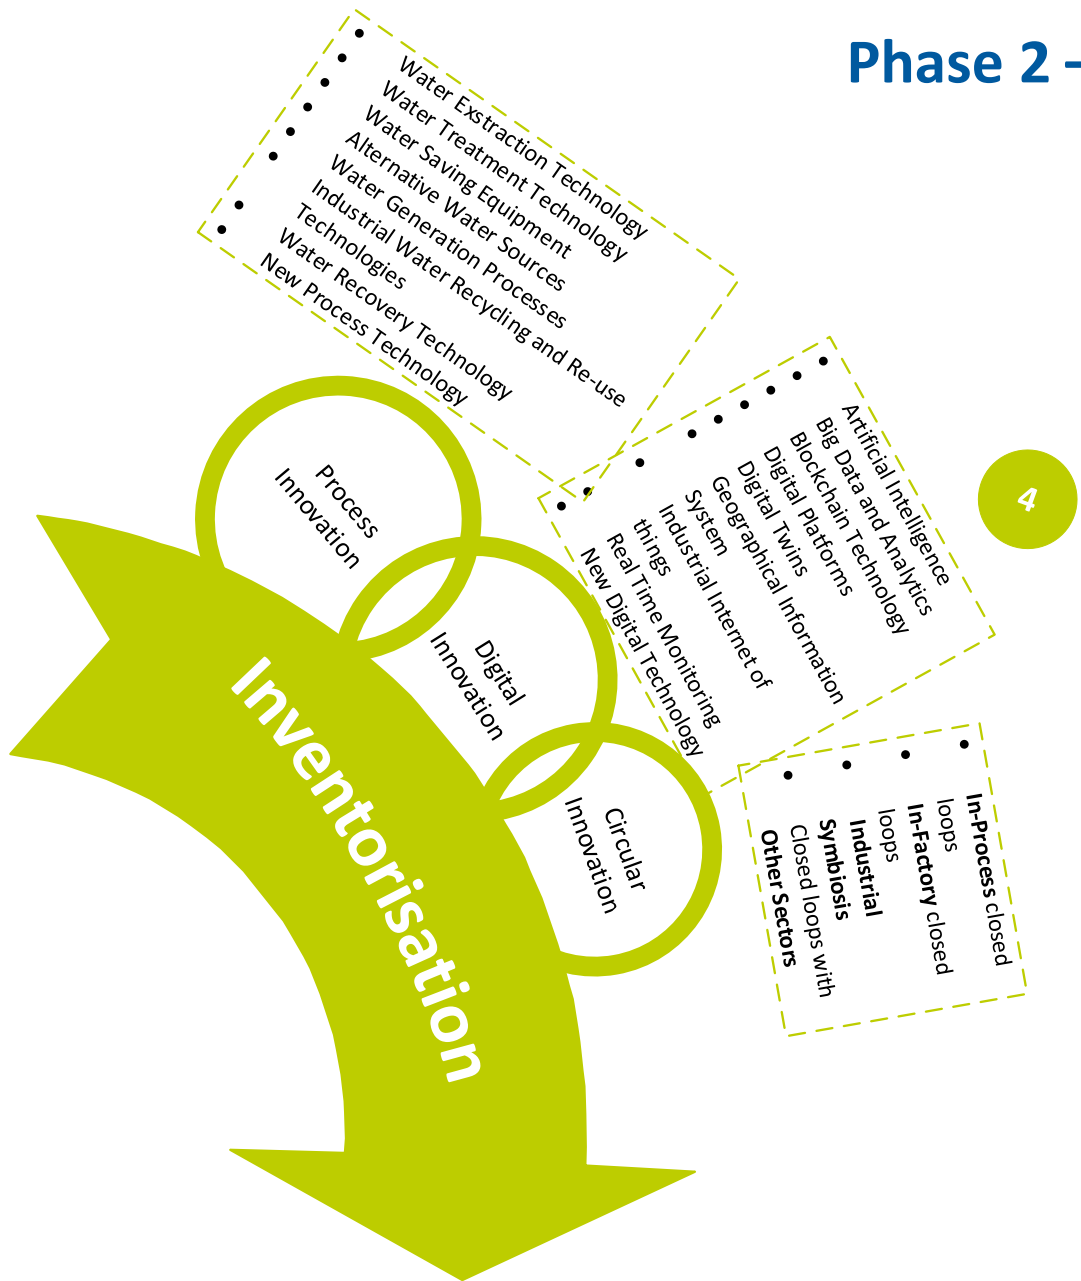 Phase 2 –
Water Exstraction Technology
Water Treatment Technology
Water Saving Equipment
Alternative Water Sources
Water Generation Processes
Industrial Water Recycling and Re-use
Technologies
Water Recovery Technology
New Process Technology
Artificial Intelligence
Big Data and Analytics
Blockchain Technology
Digital Platforms
Digital Twins
Geographical Information
System
Industrial Internet of
things
Real Time Monitoring
New Digital Technology
4
Process
Innovation
Digital
Innovation
Circular
Innovation
In-Process closed
loops
In-Factory closed
loops
Industrial
Symbiosis
Closed loops with
Other Sectors
Inventorisation